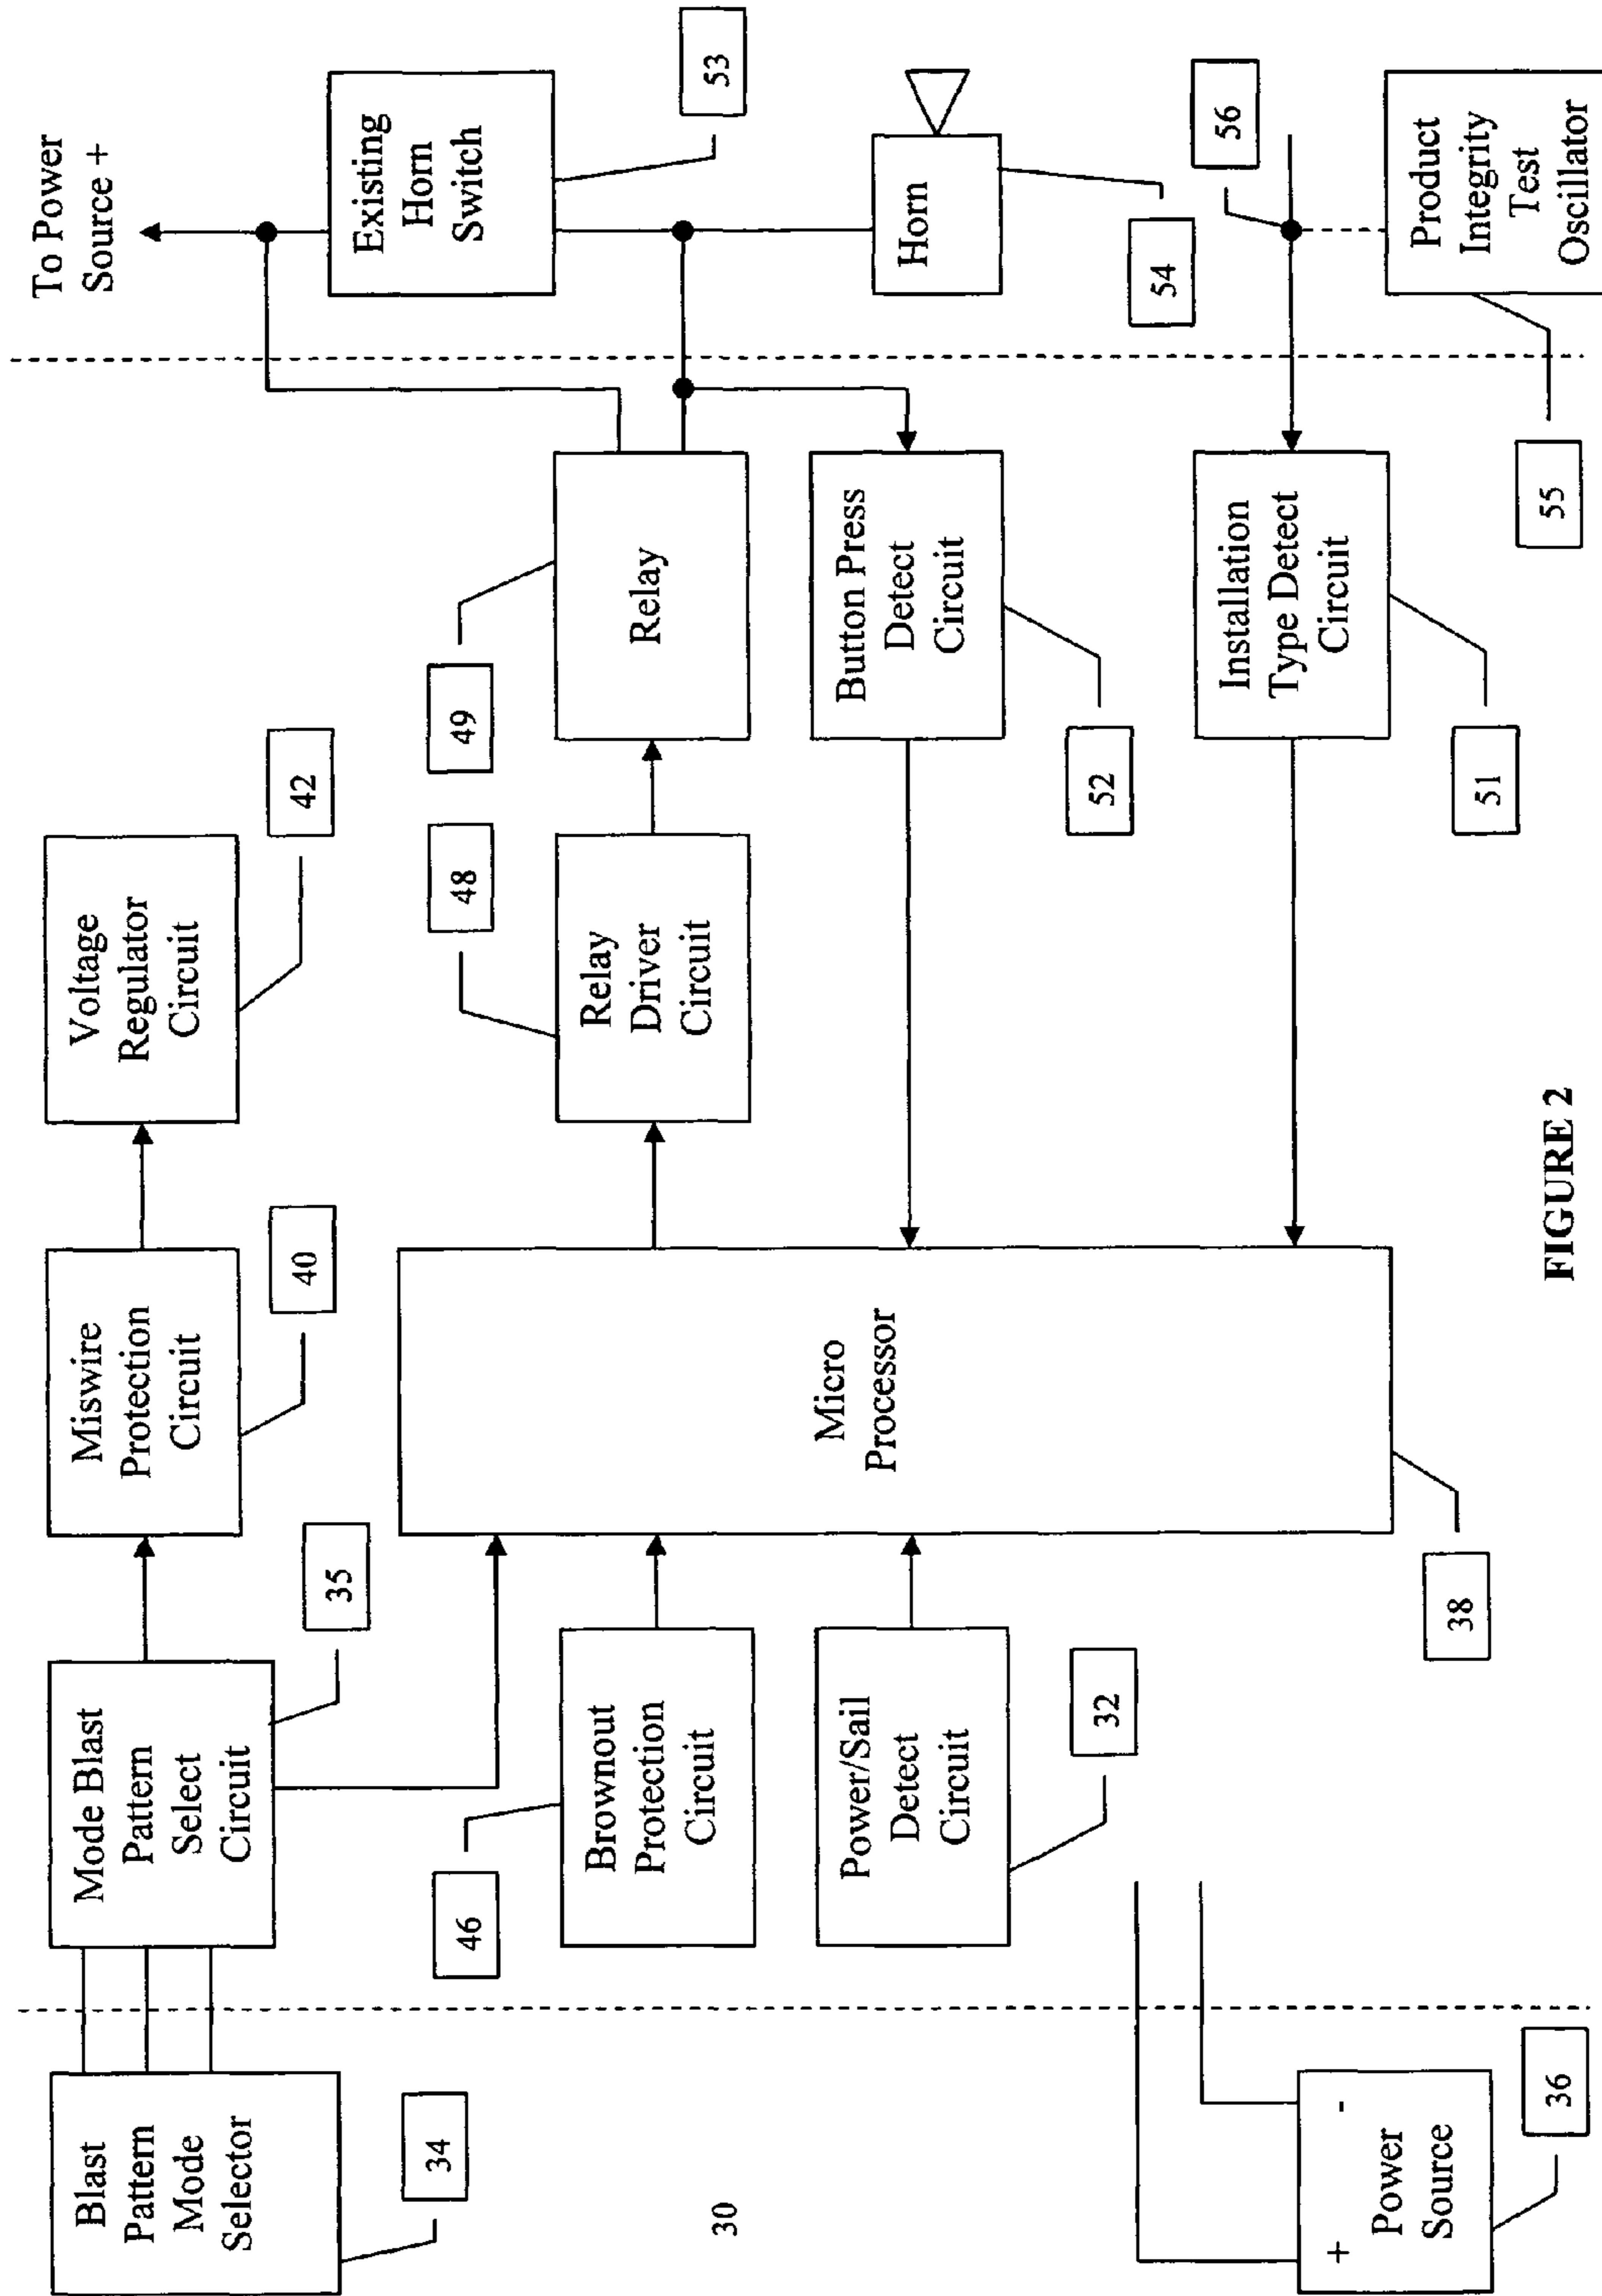 Blast
Pattern
Mode
Selector
34
Mode Blast
Pattern
Select
Circuit
35
Miswire
Protection
Circuit
40
Voltage
Regulator
Circuit
42
To Power
Source +
46
Brownout
Protection
Circuit
Power/Sail
Detect
Circuit
32
Micro
Processor
38
48
Relay
Driver
Circuit
49
Relay
Existing
Horn
Switch
53
Button Press
Detect
Circuit
52
Horn
54
Installation
Type Detect
Circuit
51
56
Product
Integrity
Test
Oscillator
55
30
+
-
Power
Source
36
FIGURE 2